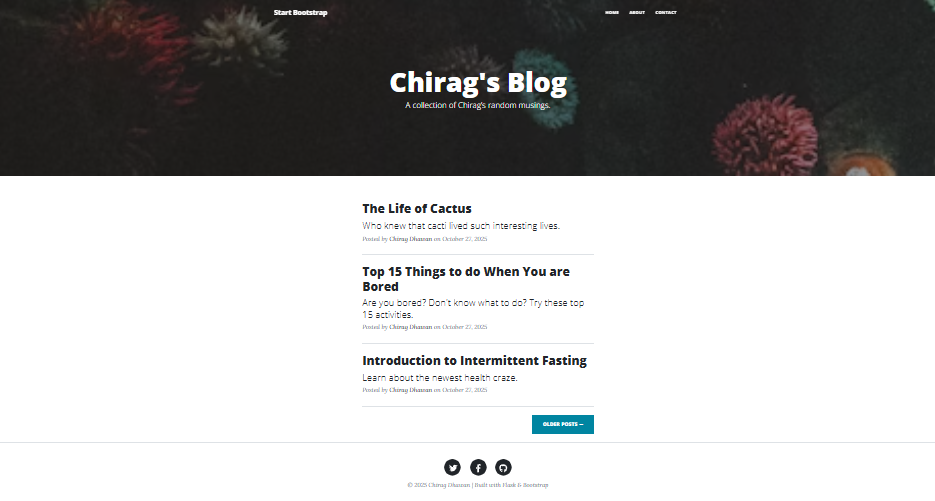 Start Bootstrap
HOME ABOUT CONTACT
Chirag's Blog
A collection of Chirag's random musings.
The Life of Cactus
Who knew that cacti lived such interesting lives.
Posted by Chirag Dhawan on October 27, 2025
Top 15 Things to do When You are
Bored
Are you bored? Don't know what to do? Try these top
15 activities.
Posted by Chirag Dhawan on October 27, 2025
Introduction to Intermittent Fasting
Learn about the newest health craze.
Posted by Chirag Dhawan on October 27, 2025
OLDER POSTS →
© 2025 Chirag Dhawan | Built with Flask & Bootstrap